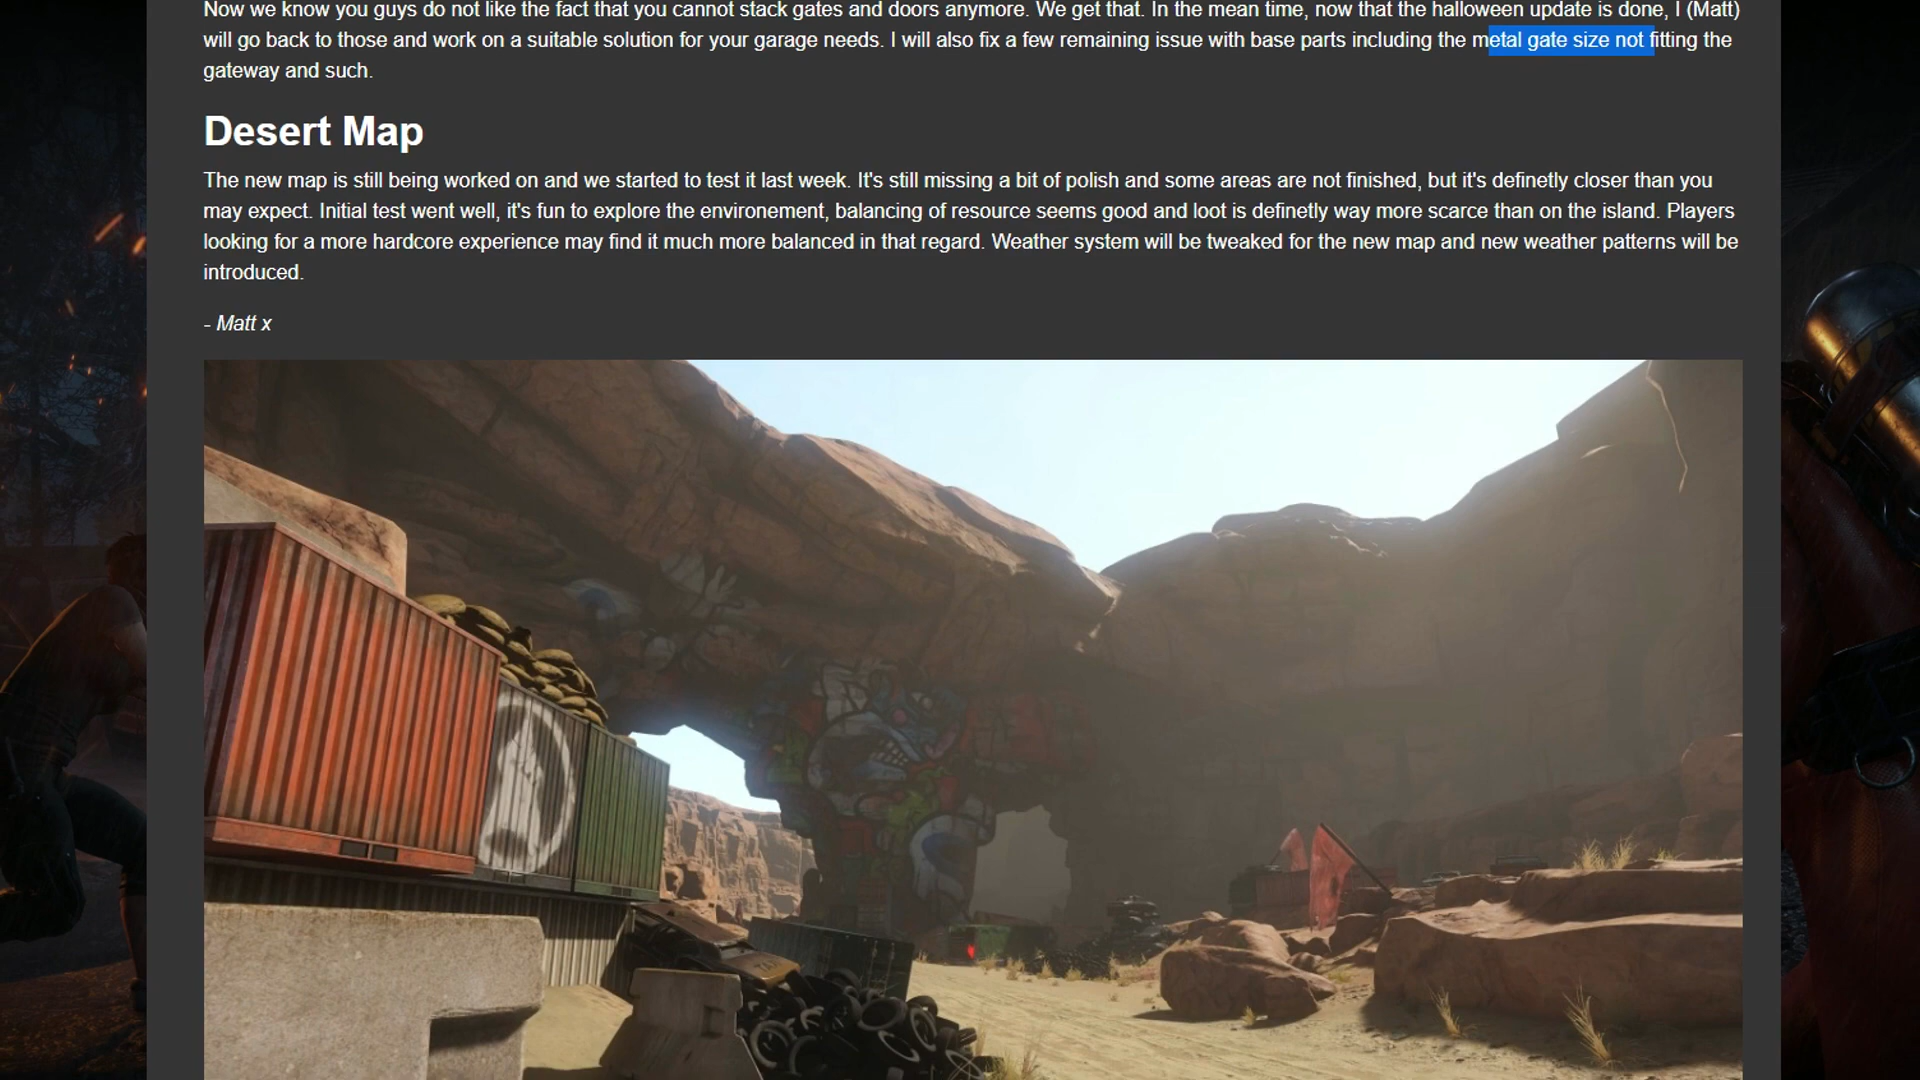 Now we know you guys do not like the fact that you cannot stack gates and doors anymore. We get that. In the mean time, now that the halloween update is done, I (Matt)
will go back to those and work on a suitable solution for your garage needs. I will also fix a few remaining issue with base parts including the metal gate size not fitting the
gateway and such.
Desert Map
The new map is still being worked on and we started to test it last week. It's still missing a bit of polish and some areas are not finished, but it's definetly closer than you
may expect. Initial test went well, it's fun to explore the environement, balancing of resource seems good and loot is definetly way more scarce than on the island. Players
looking for a more hardcore experience may find it much more balanced in that regard. Weather system will be tweaked for the new map and new weather patterns will be
introduced.
- Matt x